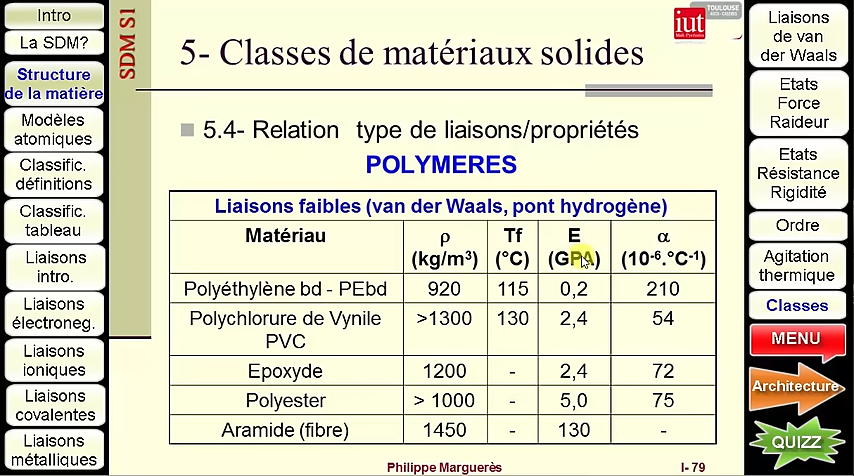 Intro
La SDM?
Structure
de la matière
Modèles
atomiques
Classific.
définitions
Classific.
tableau
Liaisons
intro.
Liaisons
électroneg.
Liaisons
ioniques
Liaisons
covalentes
Liaisons
métalliques
SDM S1
5- Classes de matériaux solides
iut
TOULOUSE
5.4- Relation type de liaisons/propriétés
POLYMERES
Liaisons faibles (van der Waals, pont hydrogène)
Matériau ρ Tf E α
(kg/m³) (°C) (GPA) (10⁻⁶.°C⁻¹)
Polyéthylène bd - PEbd 920 115 0,2 210
Polychlorure de Vynile >1300 130 2,4 54
PVC
Epoxyde 1200 - 2,4 72
Polyester > 1000 - 5,0 75
Aramide (fibre) 1450 - 130 -
Philippe Marguerès
I- 79
Liaisons
de van
der Waals
Etats
Force
Raideur
Etats
Résistance
Rigidité
Ordre
Agitation
thermique
Classes
MENU
Architecture
QUIZZ